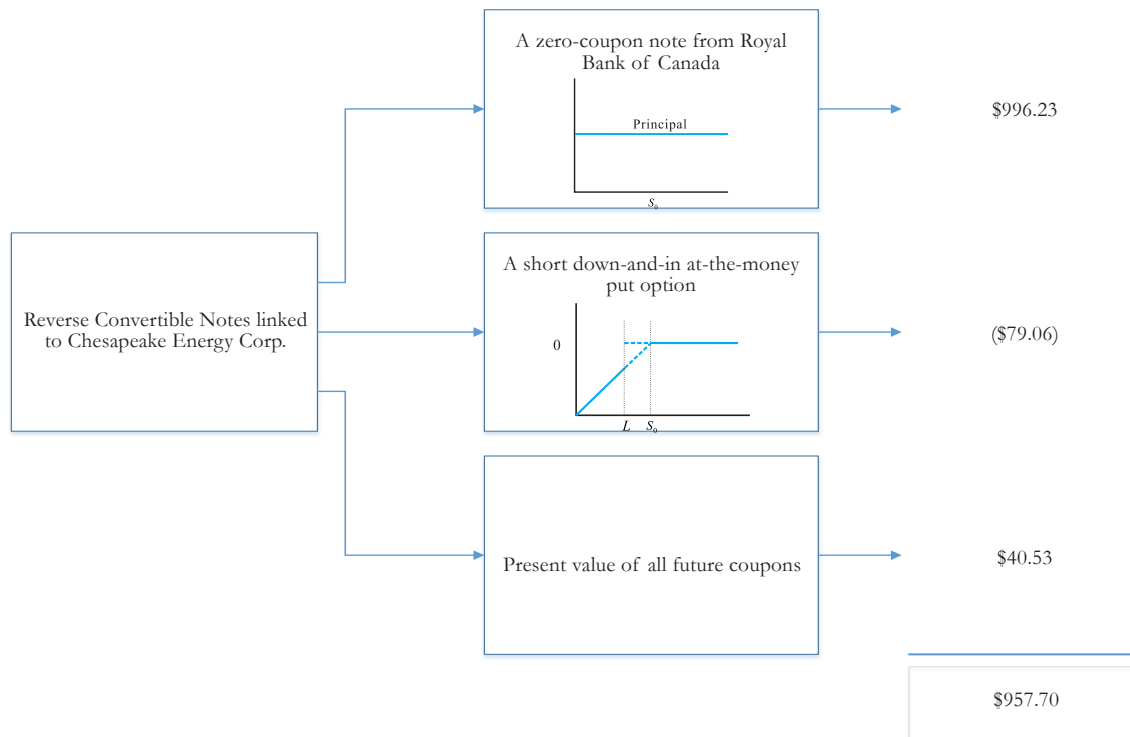 A zero-coupon note from Royal
Bank of Canada
Principal
S0
$996.23
Reverse Convertible Notes linked
to Chesapeake Energy Corp.
A short down-and-in at-the-money
put option
0
L S0
($79.06)
Present value of all future coupons
$40.53
$957.70